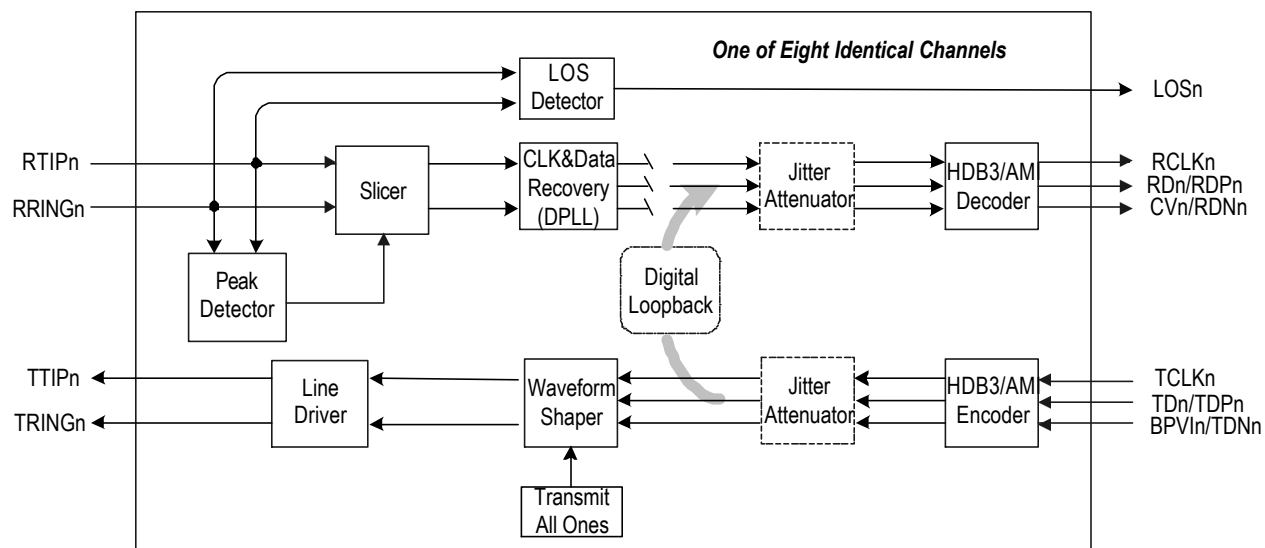 One of Eight Identical Channels
LOS
Detector
LOSn
RTIPn
RRINGn
Slicer
CLK&Data
Recovery
(DPLL)
Jitter
Attenuator
HDB3/AMI
Decoder
RCLKn
RDn/RDPn
CVn/RDNn
Peak
Detector
Digital
Loopback
TTIPn
TRINGn
Line
Driver
Waveform
Shaper
Jitter
Attenuator
HDB3/AMI
Encoder
TCLKn
TDn/TDPn
BPVIn/TDNn
Transmit
All Ones